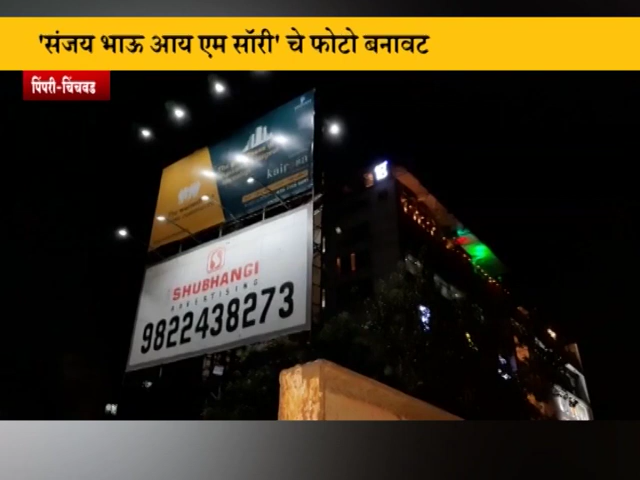 'संजय भाऊ आय एम सॉरी' चे फोटो बनावट
पिंपरी-चिंचवड
SHUBHANGI
ADVERTISING
9822438273